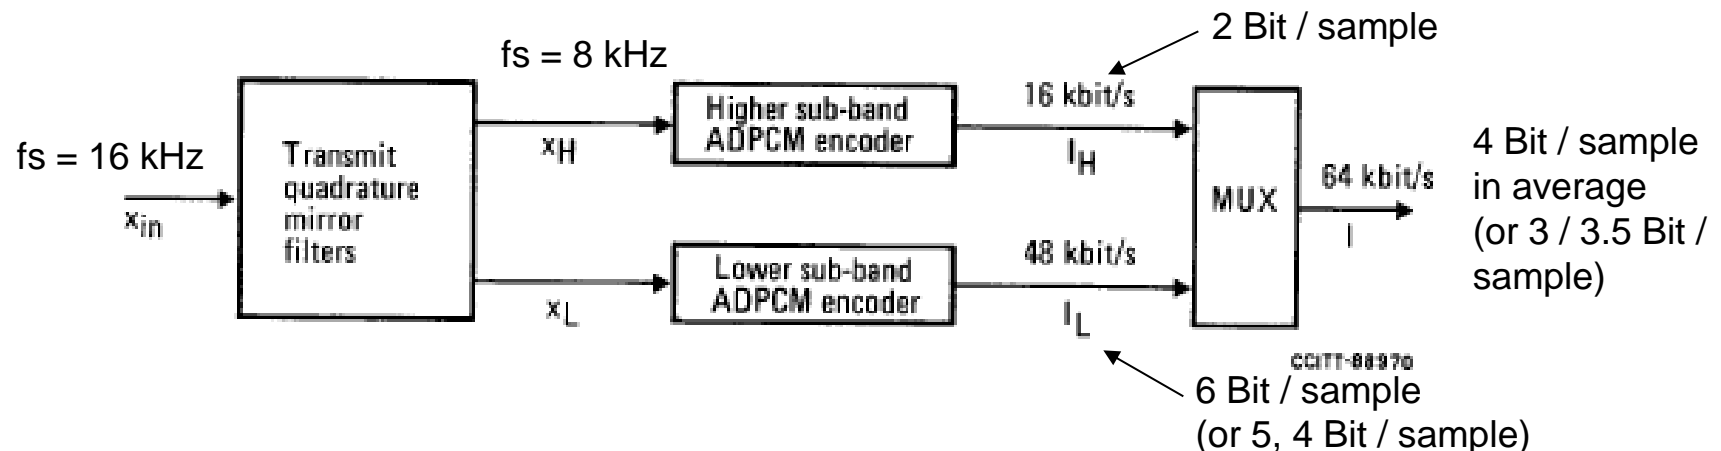 2 Bit / sample
fs = 8 kHz
fs = 16 kHz
xin
Transmit
quadrature
mirror
filters
xH
Higher sub-band
ADPCM encoder
16 kbit/s
IH
xL
Lower sub-band
ADPCM encoder
48 kbit/s
IL
MUX
64 kbit/s
I
4 Bit / sample
in average
(or 3 / 3.5 Bit /
sample)
CCITT-88970
6 Bit / sample
(or 5, 4 Bit / sample)